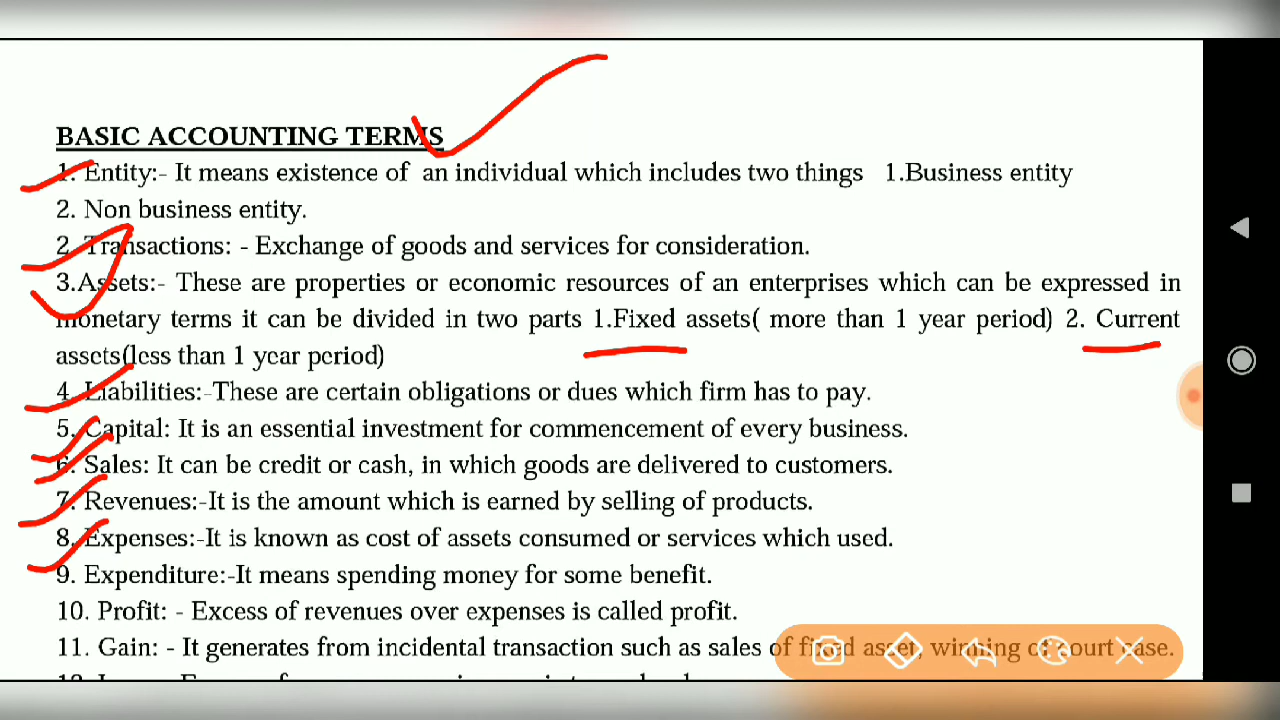 BASIC ACCOUNTING TERMS
1. Entity:- It means existence of an individual which includes two things 1.Business entity
2. Non business entity.
2. Transactions: - Exchange of goods and services for consideration.
3.Assets:- These are properties or economic resources of an enterprises which can be expressed in
monetary terms it can be divided in two parts 1.Fixed assets( more than 1 year period) 2. Current
assets(less than 1 year period)
4. Liabilities:-These are certain obligations or dues which firm has to pay.
5. Capital: It is an essential investment for commencement of every business.
6. Sales: It can be credit or cash, in which goods are delivered to customers.
7. Revenues:-It is the amount which is earned by selling of products.
8. Expenses:-It is known as cost of assets consumed or services which used.
9. Expenditure:-It means spending money for some benefit.
10. Profit: - Excess of revenues over expenses is called profit.
11. Gain: - It generates from incidental transaction such as sales of fixed asset, winning of court case.